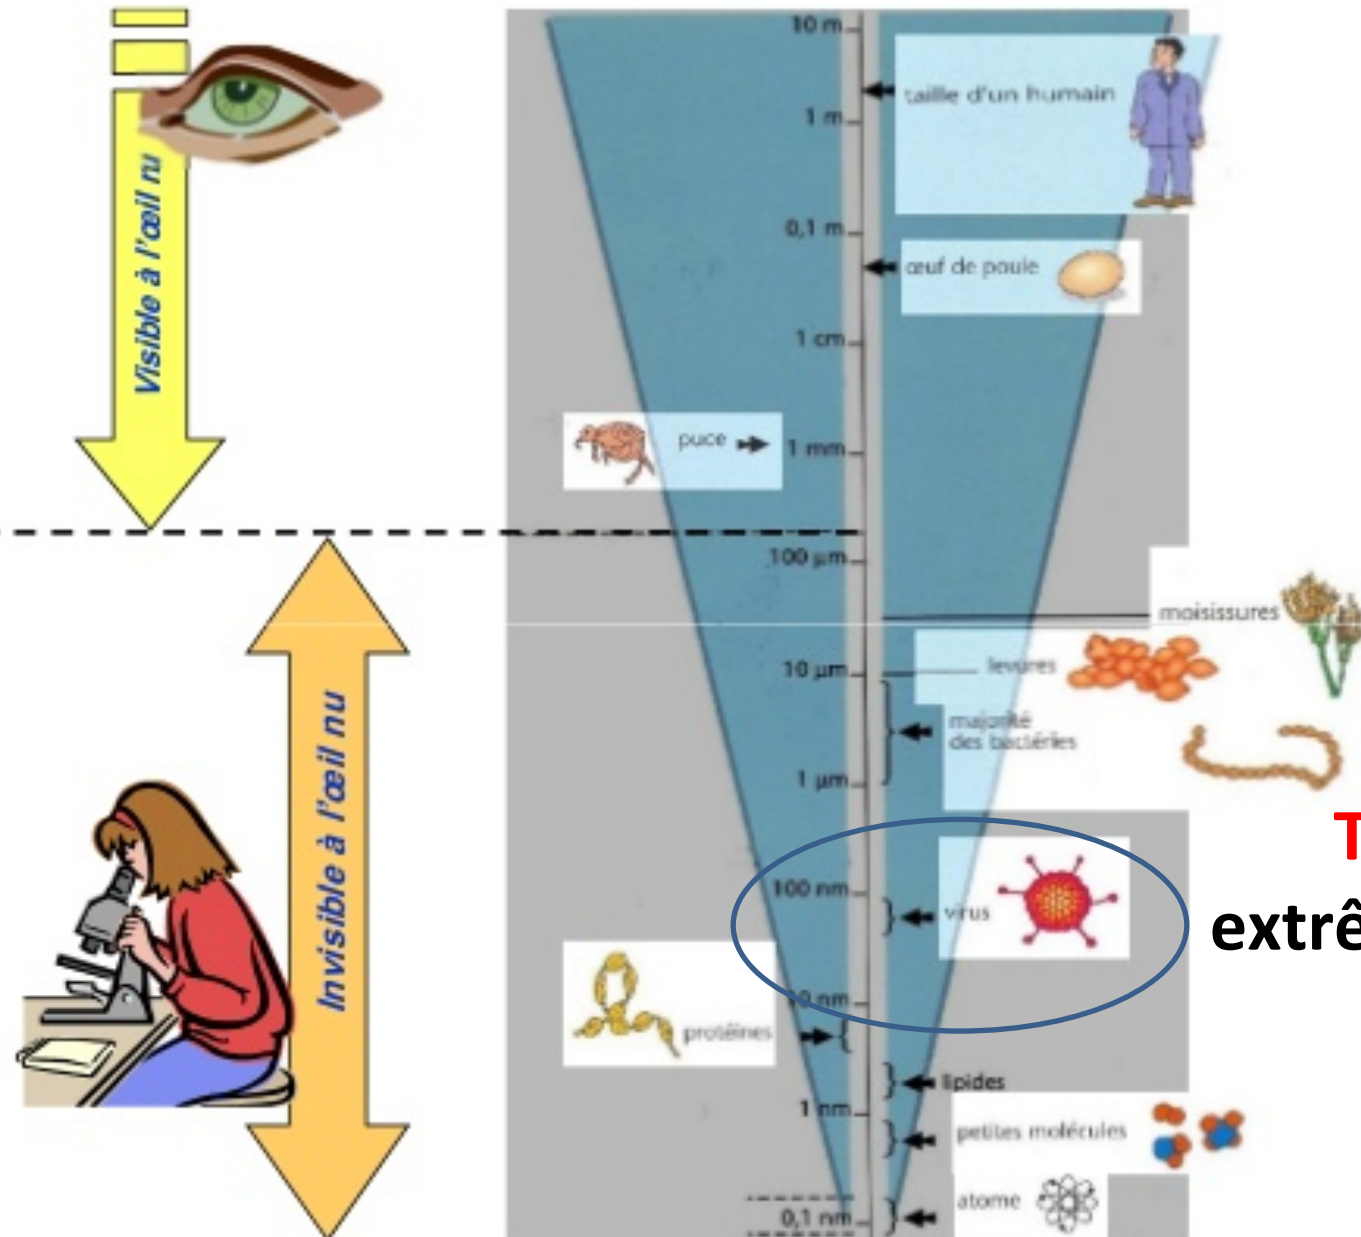 Visible à l'œil nu
Invisible à l'œil nu
10 m
taille d'un humain
1 m
0,1 m
œuf de poule
1 cm
puce
1 mm
100 µm
moisissures
levures
10 µm
majorité
des bactéries
1 µm
T
100 nm
virus
extrê
10 nm
protéines
lipides
1 nm
petites molécules
atome
0,1 nm